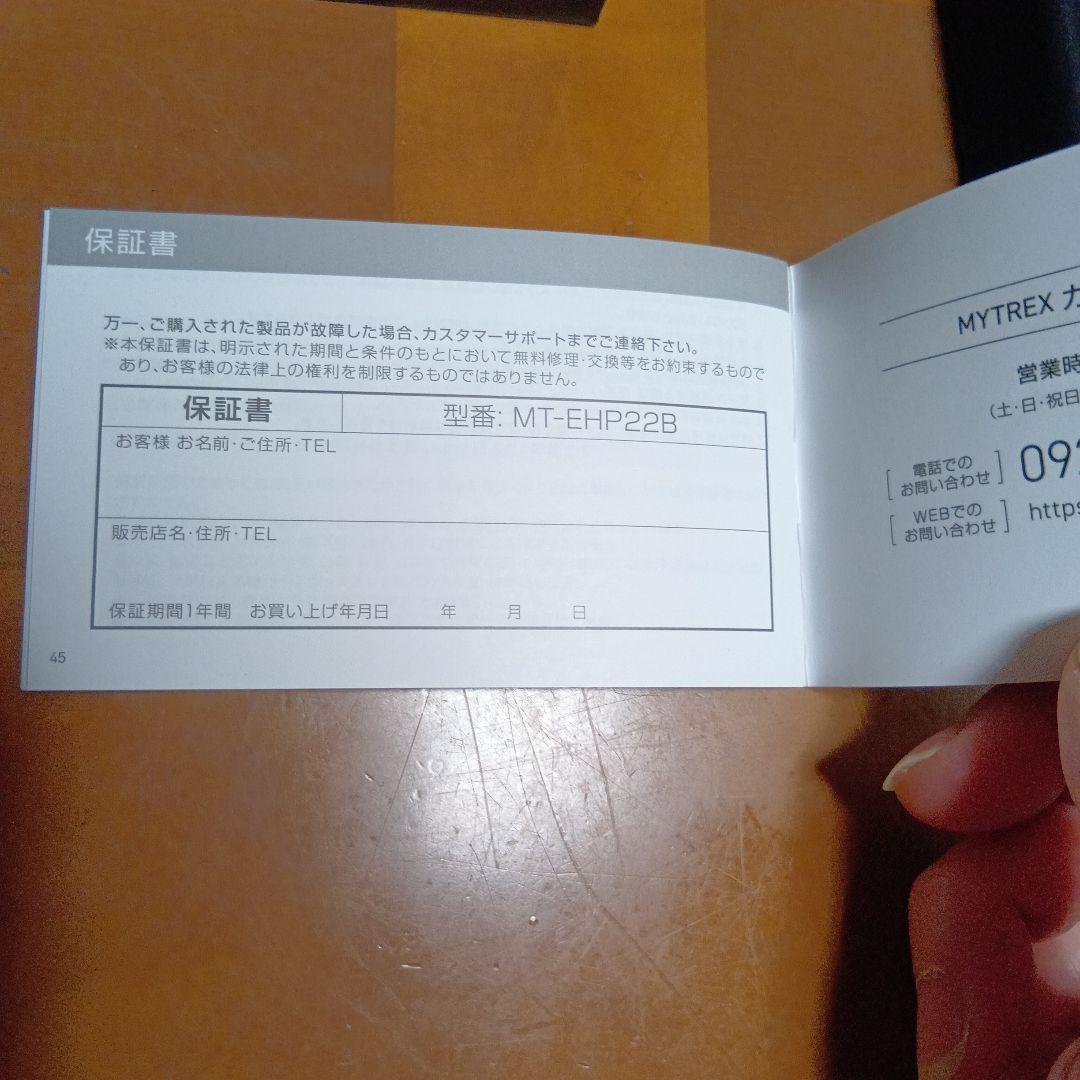 保証書
万一、ご購入された製品が故障した場合、カスタマーサポートまでご連絡下さい。
※本保証書は、明示された期間と条件のもとにおいて無料修理・交換等をお約束するもので
あり、お客様の法律上の権利を制限するものではありません。
保証書 型番: MT-EHP22B
お客様 お名前・ご住所・TEL
販売店名・住所・TEL
保証期間1年間 お買い上げ年月日 年 月 日
45
MYTREX カ
営業時
(土・日・祝日
電話での
お問い合わせ
092
WEBでの
お問い合わせ
https